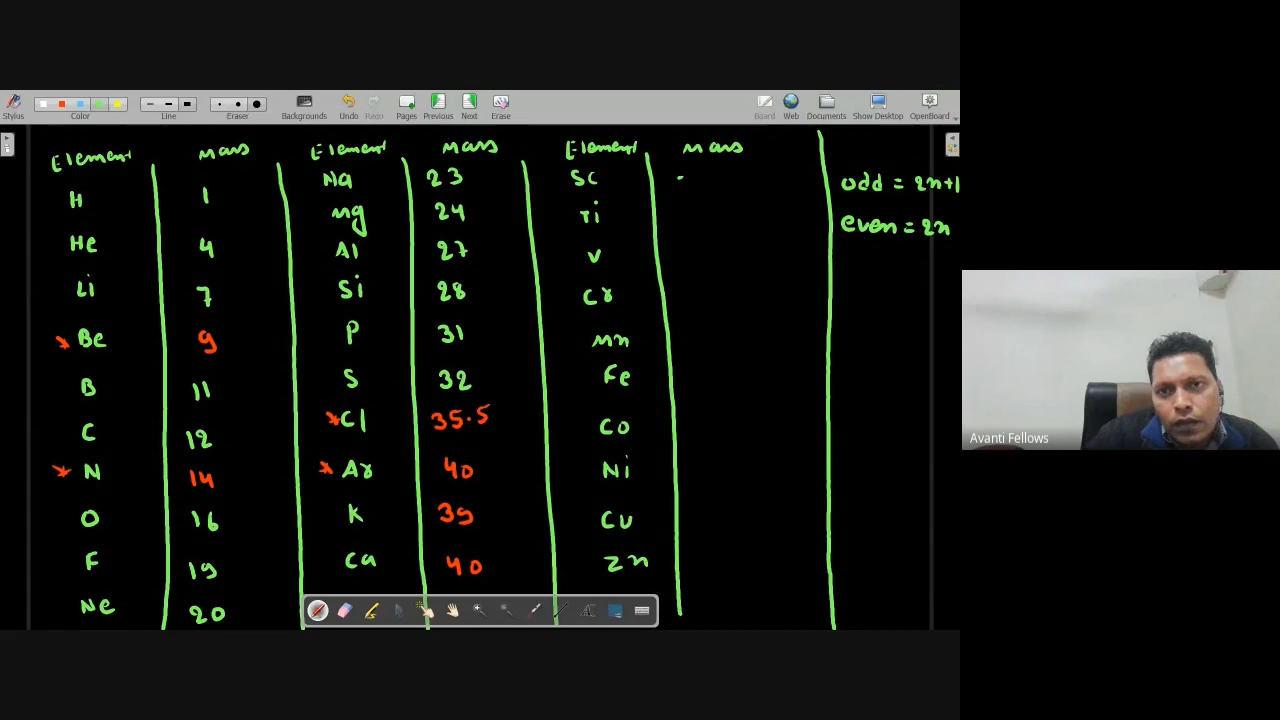 Stylus Color Line Eraser Backgrounds Undo Redo Pages Previous Next Erase Board Web Documents Show Desktop OpenBoard
Element Mass Element Mass Element Mass
H 1 Na 23 Sc
odd = 2n+1
He 4 Mg 24 Ti
even = 2n
Li 7 Al 27 V
* Be 9 Si 28 Cr
B 11 P 31 Mn
C 12 S 32 Fe
* N 14 * Cl 35.5 Co
O 16 * Ar 40 Ni
F 19 K 39 Cu
Ne 20 Ca 40 Zn
Avanti Fellows